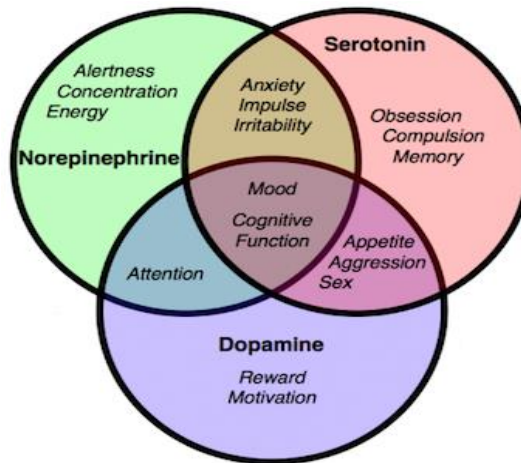 Serotonin
Alertness
Concentration
Energy
Anxiety
Impulse
Irritability
Obsession
Compulsion
Memory
Norepinephrine
Mood
Cognitive
Function
Attention
Appetite
Aggression
Sex
Dopamine
Reward
Motivation